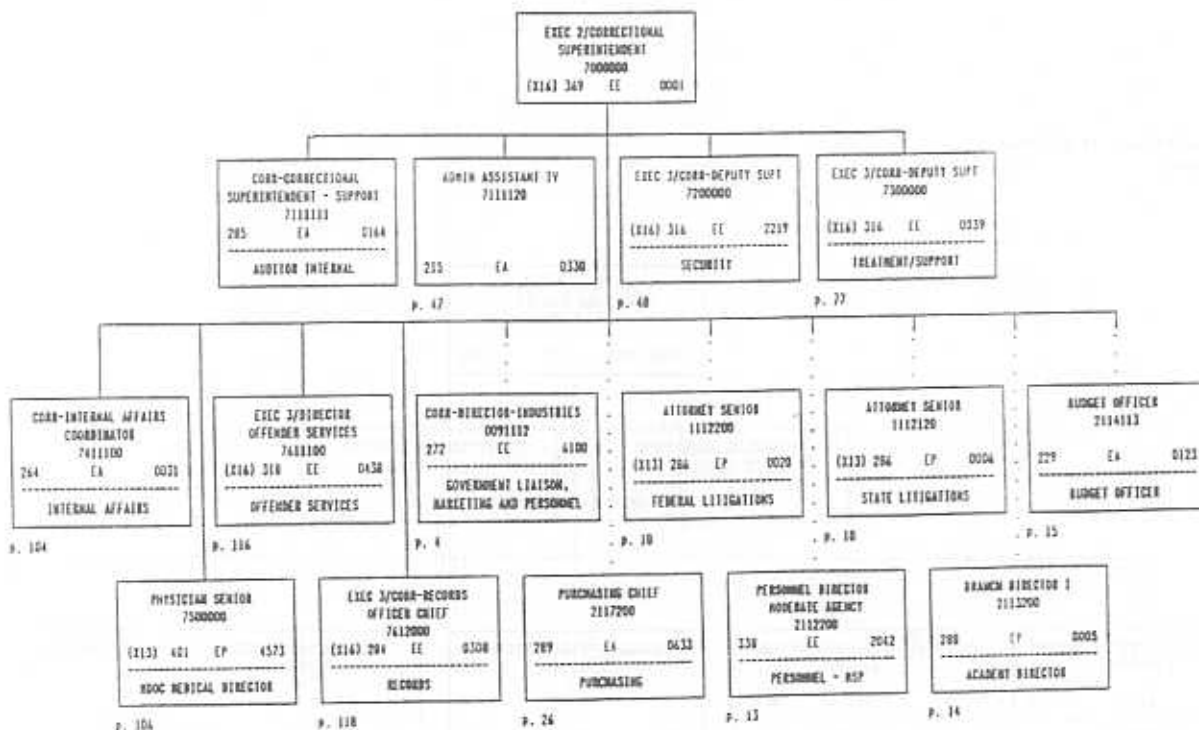 EXEC 2/CORRECTIONAL
SUPERINTENDENT
7000000
(X16) 369 EE 0001
CORR-CORRECTIONAL
SUPERINTENDENT - SUPPORT
7111111
285 EA 0164
AUDITOR INTERNAL
ADMIN ASSISTANT IV
7111120
215 EA 0330
p. 47
EXEC 3/CORR-DEPUTY SUPT
7200000
(X16) 316 EE 2219
SECURITY
p. 48
EXEC 3/CORR-DEPUTY SUPT
7300000
(X16) 316 EE 0339
TREATMENT/SUPPORT
p. 77
CORR-INTERNAL AFFAIRS
COORDINATOR
7411100
264 EA 0031
INTERNAL AFFAIRS
p. 104
EXEC 3/DIRECTOR
OFFENDER SERVICES
7611100
(X16) 318 EE 0438
OFFENDER SERVICES
p. 116
CORR-DIRECTOR-INDUSTRIES
0091112
272 EE 6100
GOVERNMENT LIAISON,
MARKETING AND PERSONNEL
p. 4
ATTORNEY SENIOR
1112200
(X13) 286 EP 0020
FEDERAL LITIGATIONS
p. 10
ATTORNEY SENIOR
1112120
(X13) 286 EP 0006
STATE LITIGATIONS
p. 10
BUDGET OFFICER
2114113
229 EA 0123
BUDGET OFFICER
p. 15
PHYSICIAN SENIOR
7500000
(X13) 401 EP 4573
MDOC MEDICAL DIRECTOR
p. 106
EXEC 3/CORR-RECORDS
OFFICER CHIEF
7612000
(X16) 284 EE 0308
RECORDS
p. 118
PURCHASING CHIEF
2117200
289 EA 0633
PURCHASING
p. 26
PERSONNEL DIRECTOR
MODERATE AGENCY
2112200
338 EE 2042
PERSONNEL - MSP
p. 13
BRANCH DIRECTOR I
2113200
288 EP 0005
ACADEMY DIRECTOR
p. 14